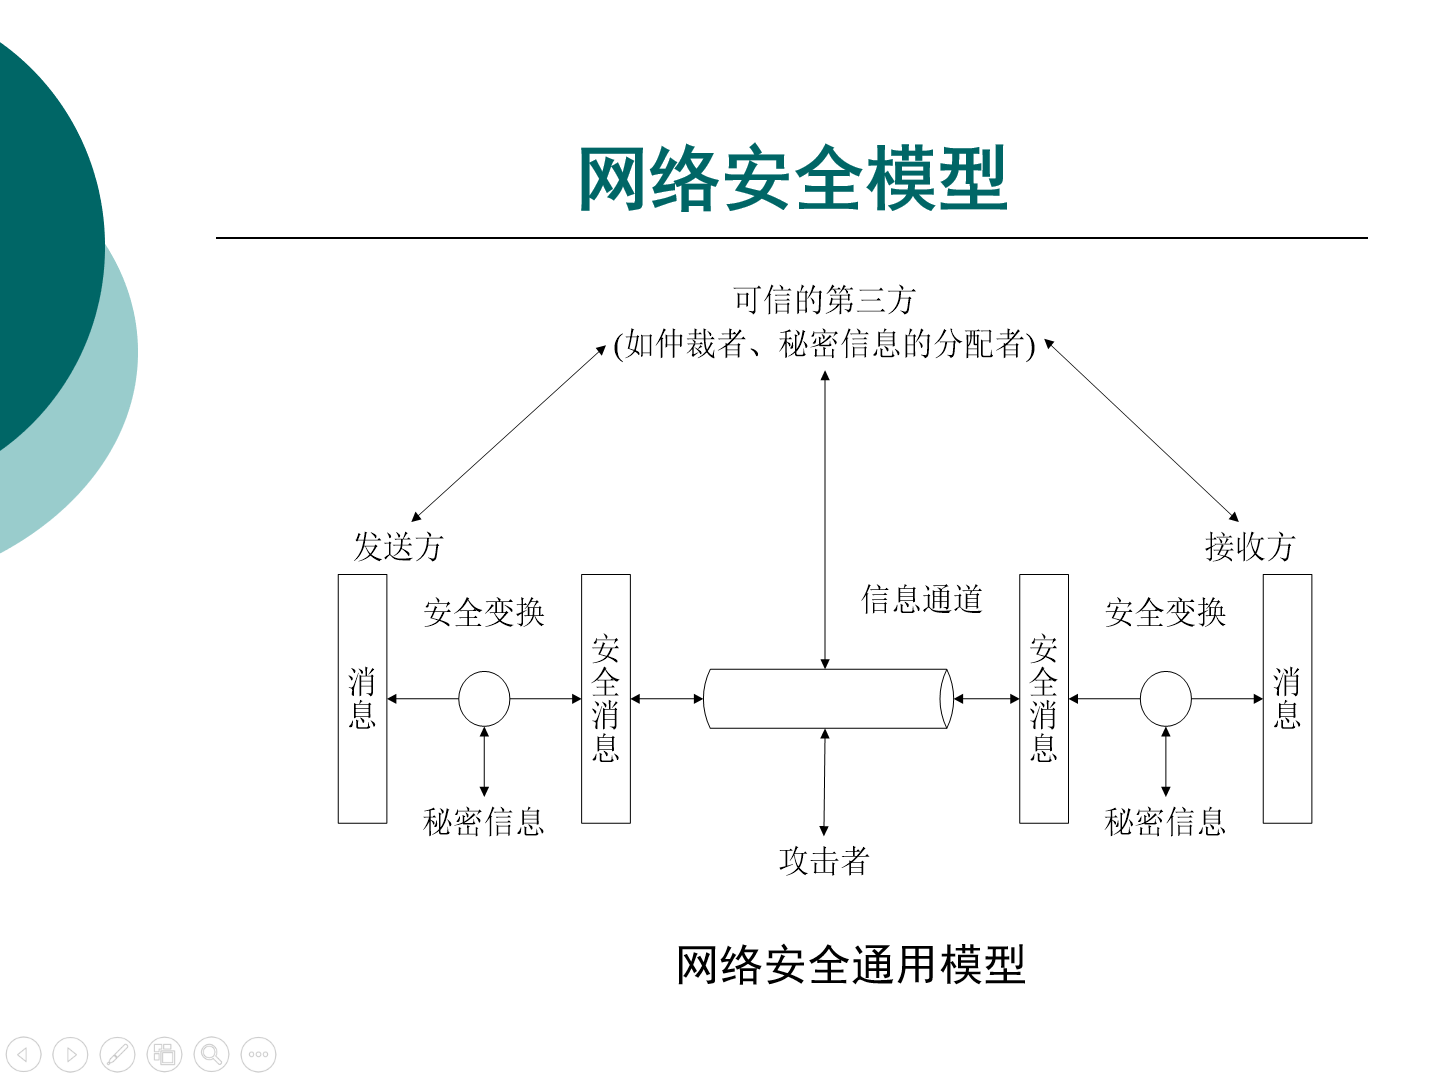 网络安全模型
可信的第三方
(如仲裁者、秘密信息的分配者)
发送方
接收方
信息通道
安全变换
安全变换
消息
安全消息
安全消息
消息
秘密信息
秘密信息
攻击者
网络安全通用模型